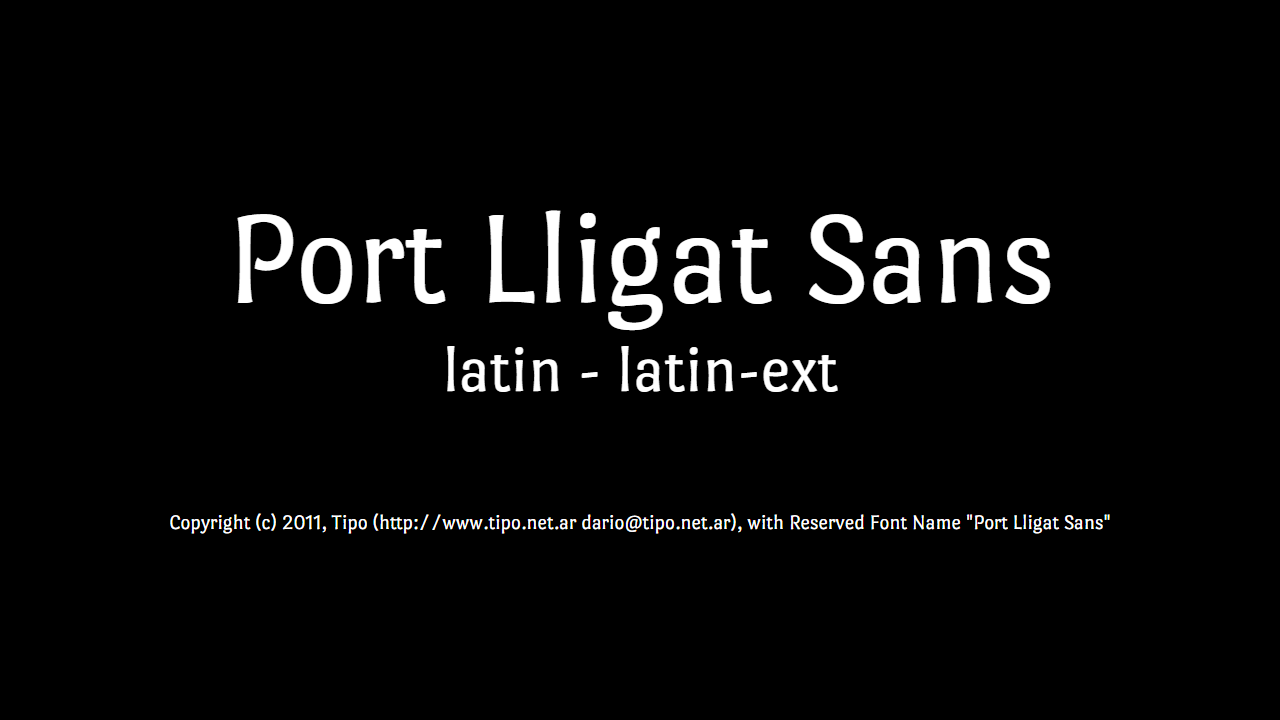 Port Lligat Sans
latin - latin-ext
Copyright (c) 2011, Tipo (http://www.tipo.net.ar dario@tipo.net.ar), with Reserved Font Name "Port Lligat Sans"